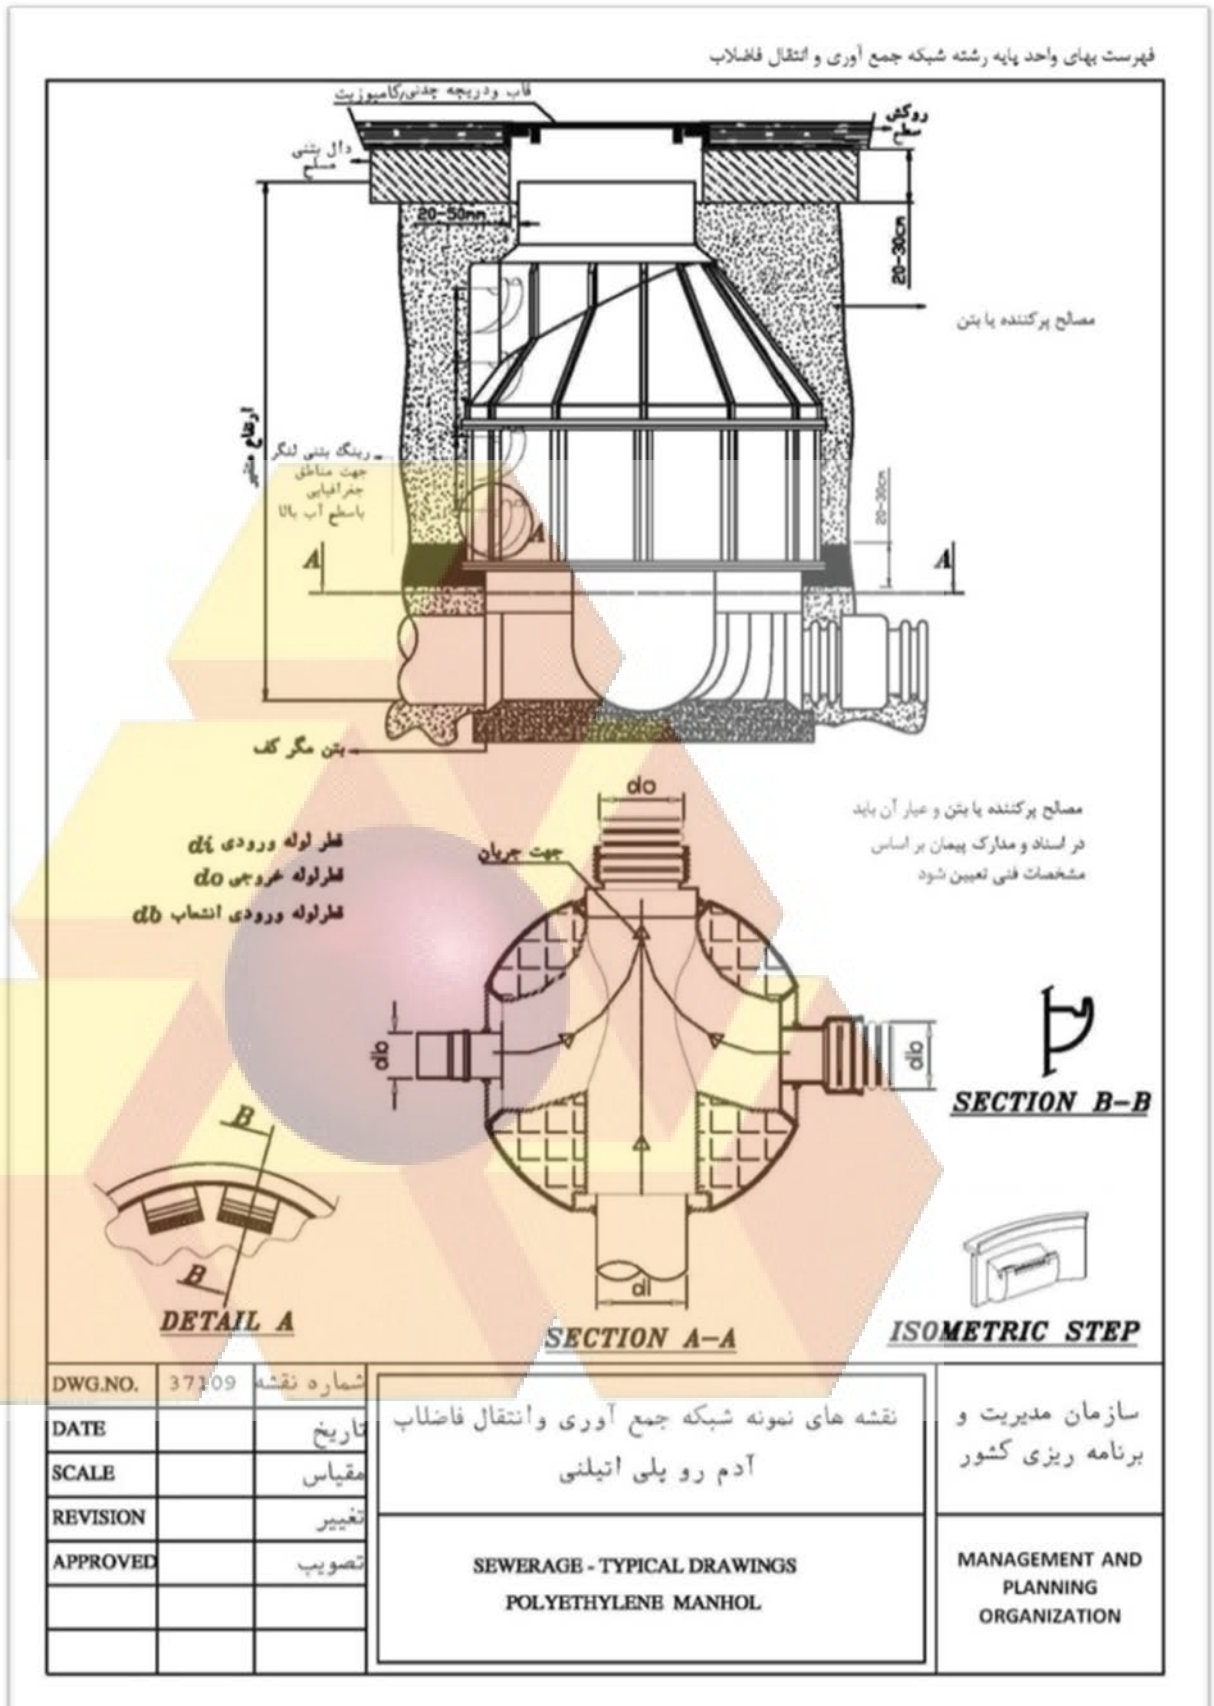 فهرست بهای واحد پایه رشته شبکه جمع آوری و انتقال فاضلاب
قاب ودریچه چدنی/کامپوزیت
روکش
سطح
دال بتنی
مسلح
20-50mm
20-30cm
مصالح پرکننده یا بتن
ارتفاع متغیر
رینگ بتنی لنگر
جهت مناطق
جغرافیایی
باسطح آب بالا
20-30cm
A
A
A
بتن مگر کف
do
مصالح پرکننده یا بتن و عیار آن باید
در اسناد و مدارک پیمان بر اساس
مشخصات فنی تعیین شود
جهت جریان
قطر لوله ورودی di
قطرلوله خروجی do
قطرلوله ورودی انشعاب db
db
db
di
SECTION B-B
B
B
DETAIL A
SECTION A-A
ISOMETRIC STEP
DWG.NO. 37109 شماره نقشه
DATE تاریخ
SCALE مقیاس
REVISION تغییر
APPROVED تصویب
نقشه های نمونه شبکه جمع آوری وانتقال فاضلاب
آدم رو پلی اتیلنی
SEWERAGE - TYPICAL DRAWINGS
POLYETHYLENE MANHOL
سازمان مدیریت و
برنامه ریزی کشور
MANAGEMENT AND
PLANNING
ORGANIZATION